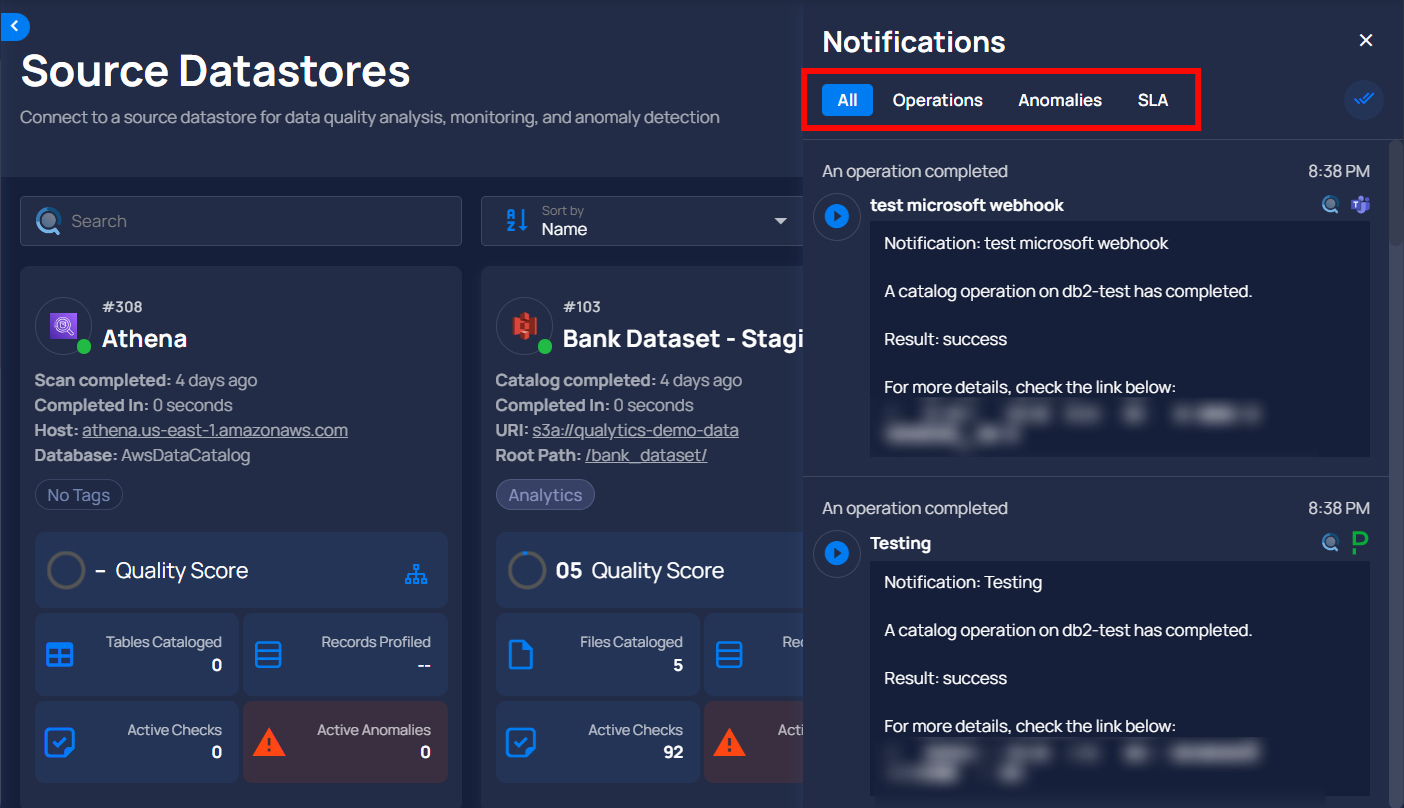 Source Datastores
Connect to a source datastore for data quality analysis, monitoring, and anomaly detection
Search
Sort by
Name
#308
Athena
Scan completed: 4 days ago
Completed In: 0 seconds
Host: athena.us-east-1.amazonaws.com
Database: AwsDataCatalog
No Tags
– Quality Score
Tables Cataloged
0
Records Profiled
--
Active Checks
0
Active Anomalies
0
#103
Bank Dataset - Stagi
Catalog completed: 4 days ago
Completed In: 0 seconds
URI: s3a://qualytics-demo-data
Root Path: /bank_dataset/
Analytics
05 Quality Score
Files Cataloged
5
Rec
Active Checks
92
Acti
Notifications
All Operations Anomalies SLA
An operation completed 8:38 PM
test microsoft webhook
Notification: test microsoft webhook
A catalog operation on db2-test has completed.
Result: success
For more details, check the link below:
An operation completed 8:38 PM
Testing
Notification: Testing
A catalog operation on db2-test has completed.
Result: success
For more details, check the link below: